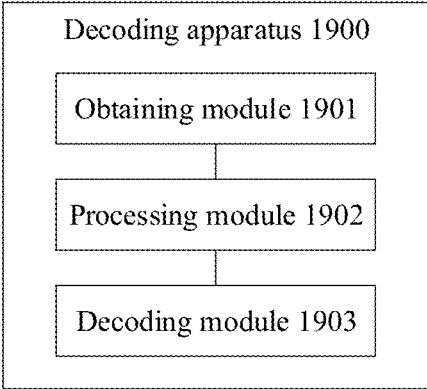 Decoding apparatus 1900
Obtaining module 1901
Processing module 1902
Decoding module 1903